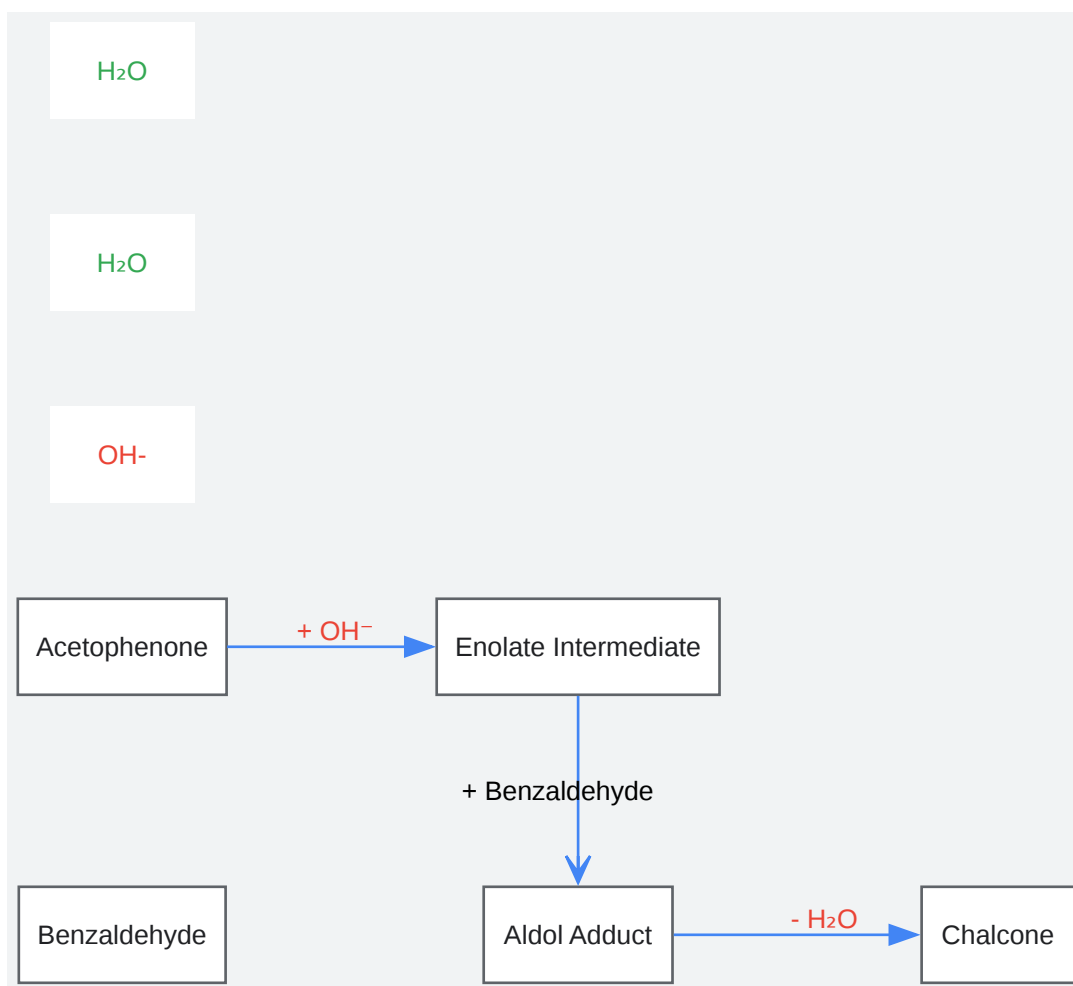 H₂O
H₂O
OH-
Acetophenone
+ OH⁻
Enolate Intermediate
+ Benzaldehyde
Benzaldehyde
Aldol Adduct
- H₂O
Chalcone